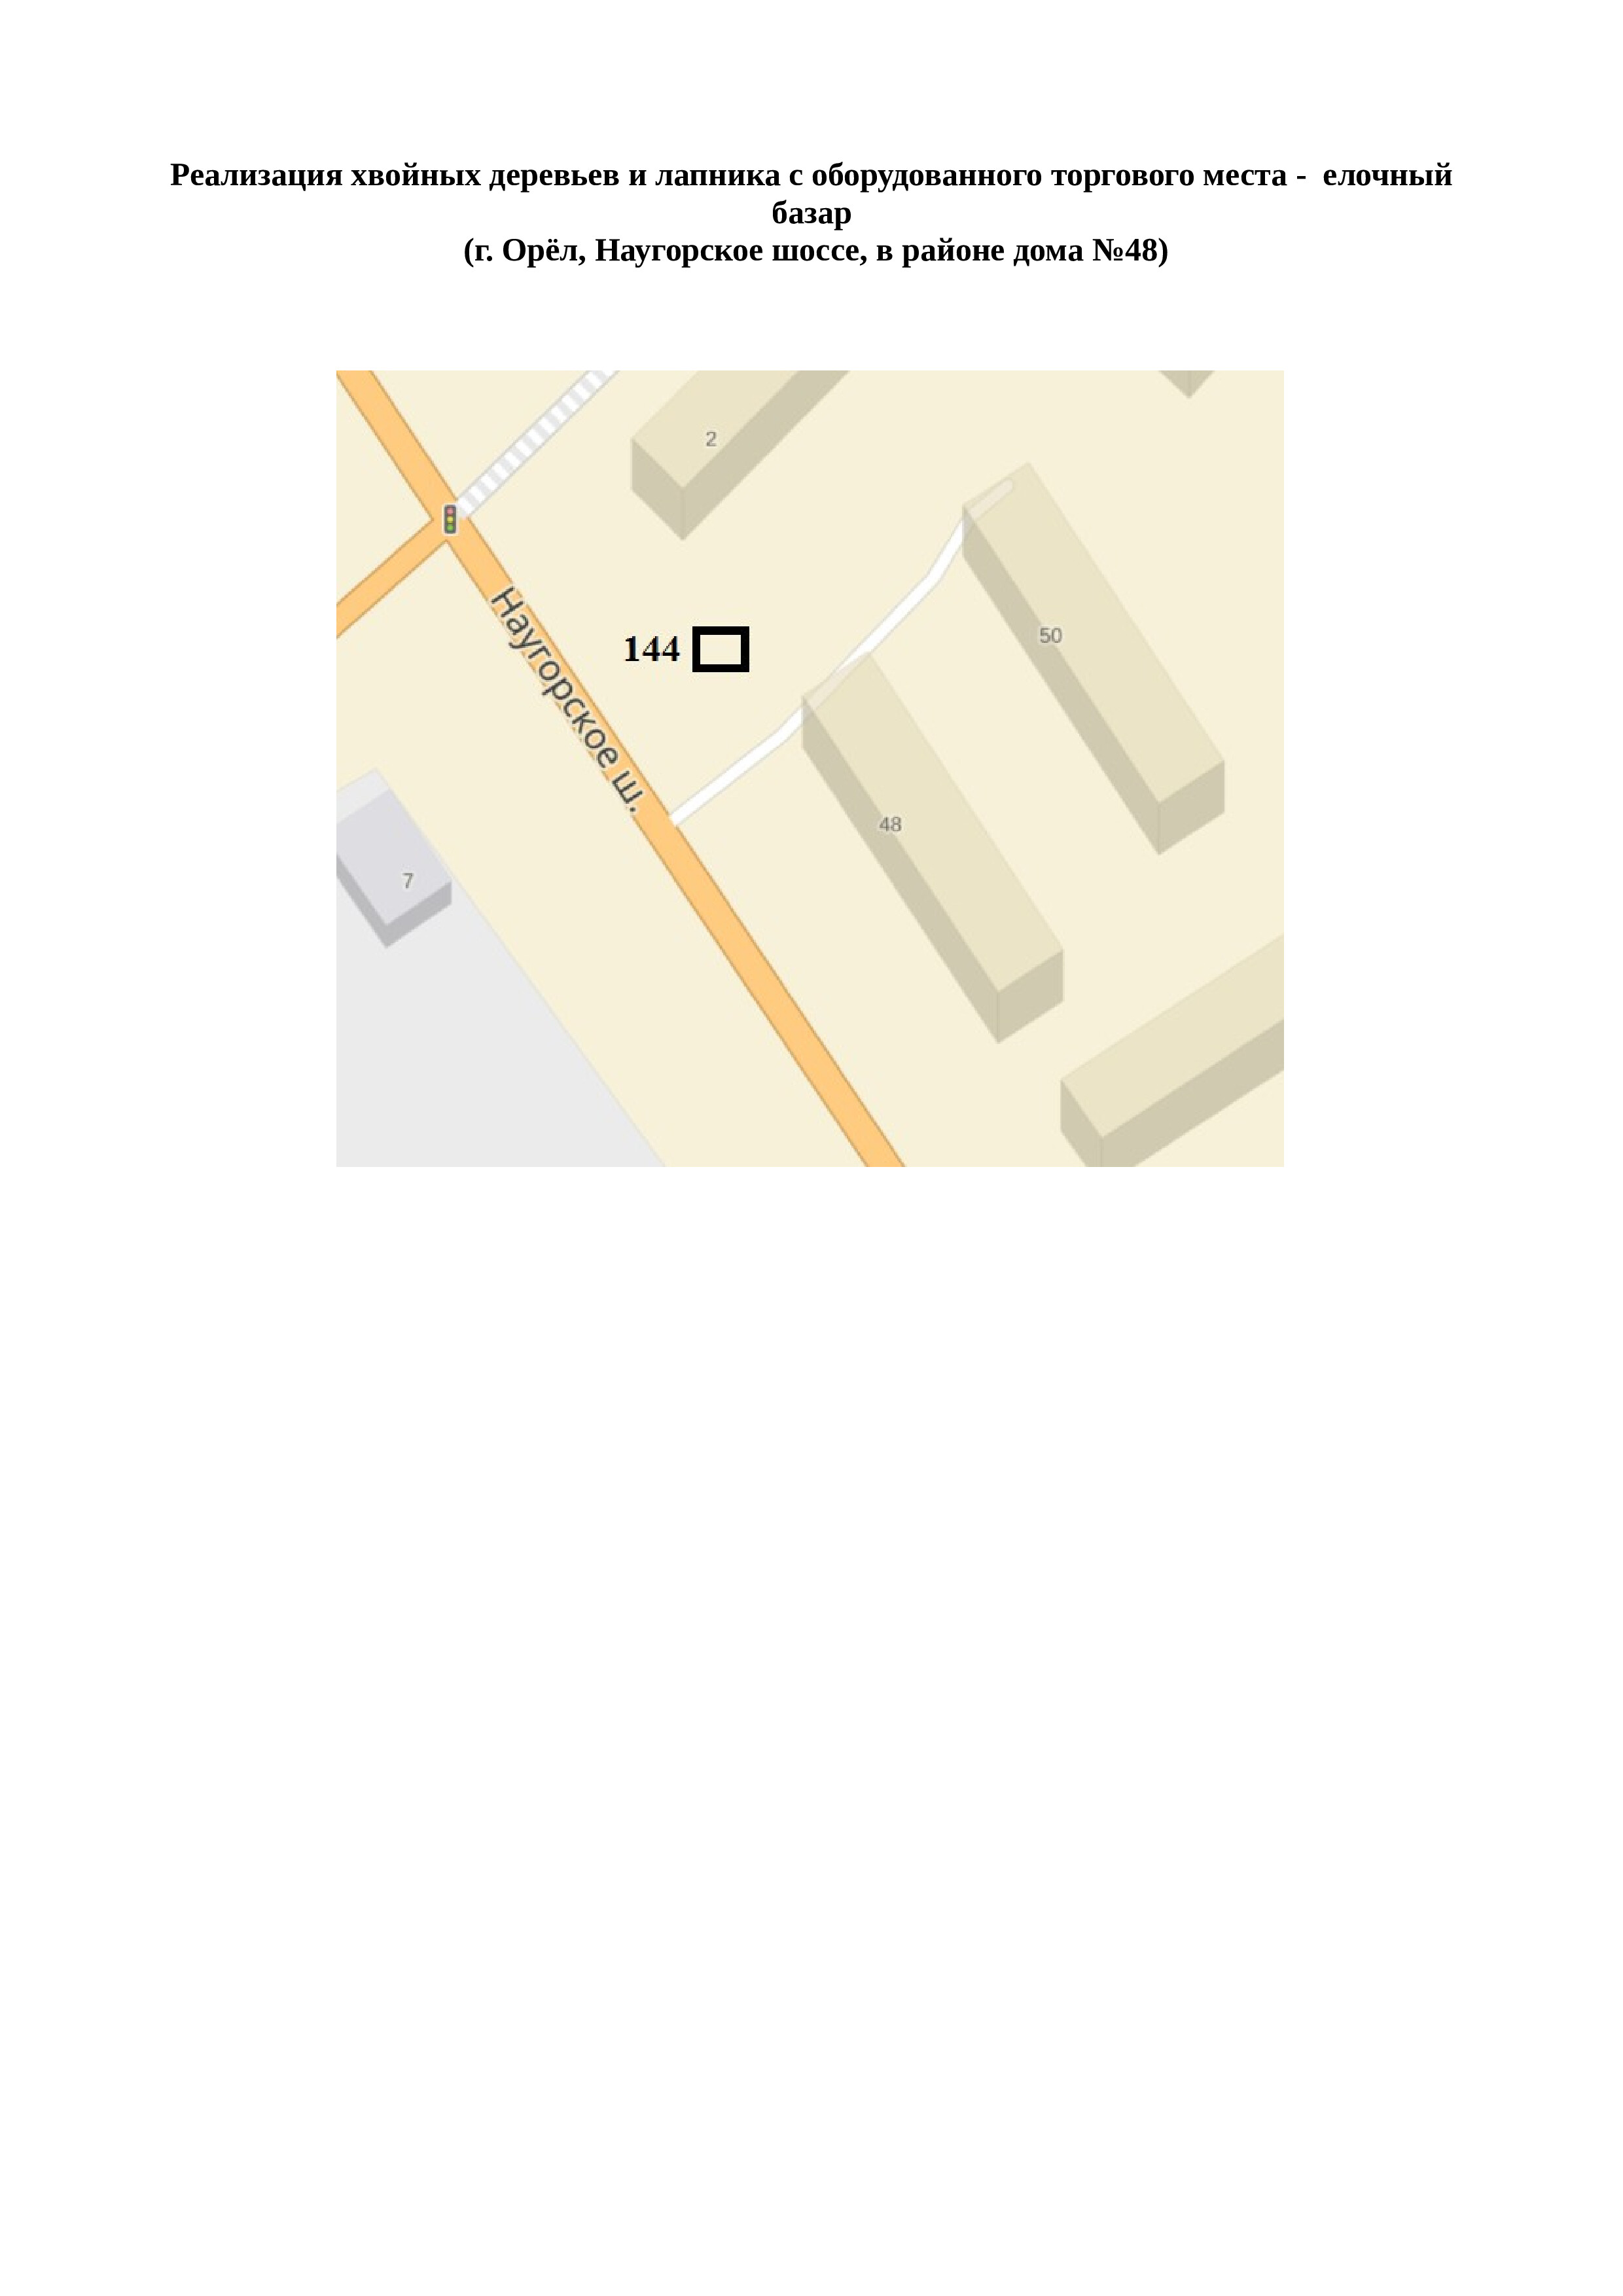 Реализация хвойных деревьев и лапника с оборудованного торгового места -  елочный
базар
(г. Орёл, Наугорское шоссе, в районе дома №48)
2
50
144
Наугорское ш.
48
7